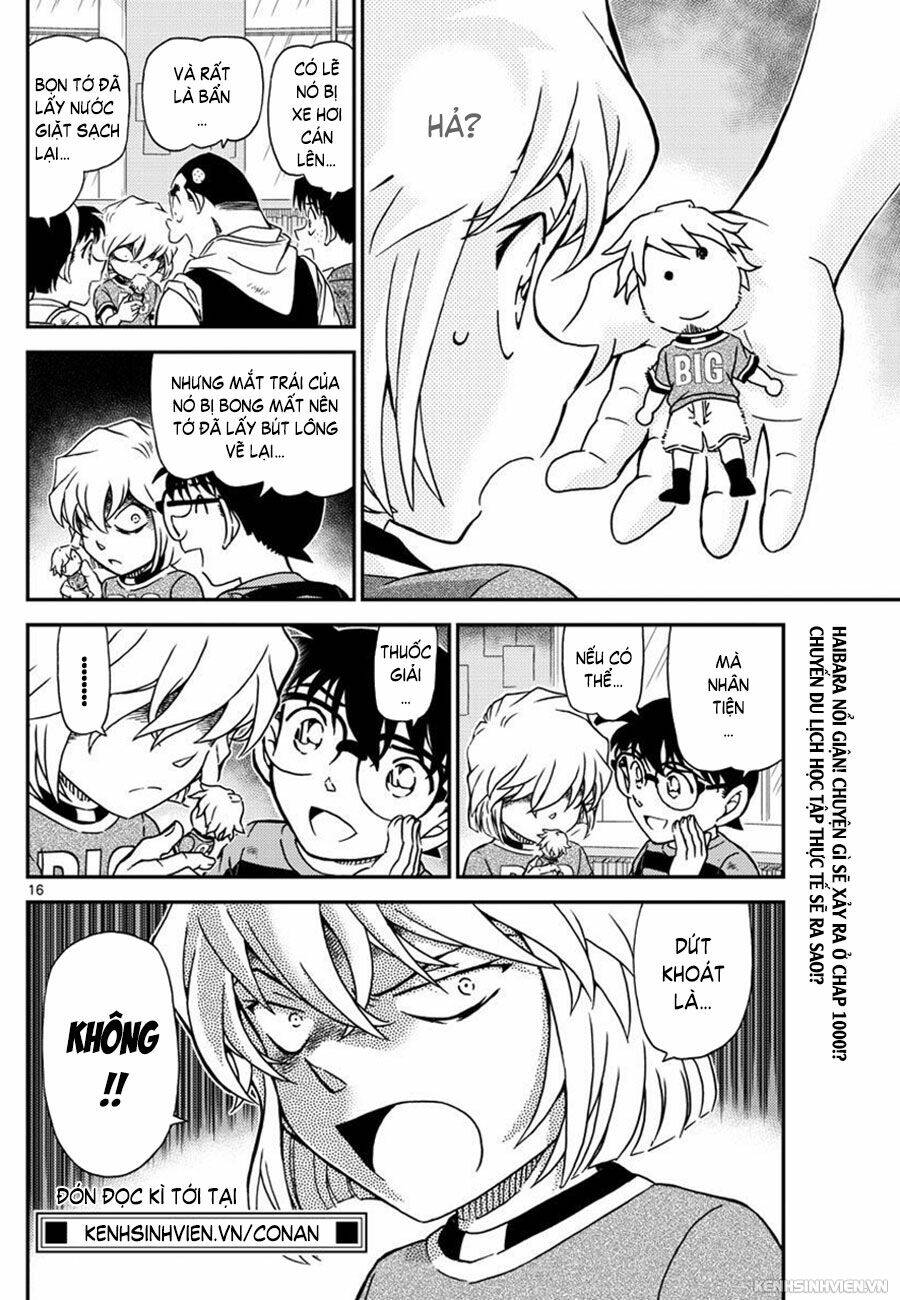 HẢ?
BIG
CÓ LẼ
NÓ BỊ
XE HƠI
CÁN
LÊN...
VÀ RẤT
LÀ BẨN
...
BỌN TỚ ĐÃ
LẤY NƯỚC
GIẶT SẠCH
LẠI...
NHƯNG MẮT TRÁI CỦA
NÓ BỊ BONG MẤT NÊN
TỚ ĐÃ LẤY BÚT LÔNG
VẼ LẠI...
MÀ
NHÂN
TIỆN
...
NẾU CÓ
THỂ...
THUỐC
GIẢI
...
.........
BIG
DỨT
KHOÁT
LÀ...
KHÔNG
!!
HAIBARA NỔI GIẬN! CHUYỆN GÌ SẼ XẢY RA Ở CHAP 1000!?
CHUYẾN DU LỊCH HỌC TẬP THỰC TẾ SẼ RA SAO!?
16
ĐÓN ĐỌC KÌ TỚI TẠI
KENHSINHVIEN.VN/CONAN
KENHSINHVIEN.VN